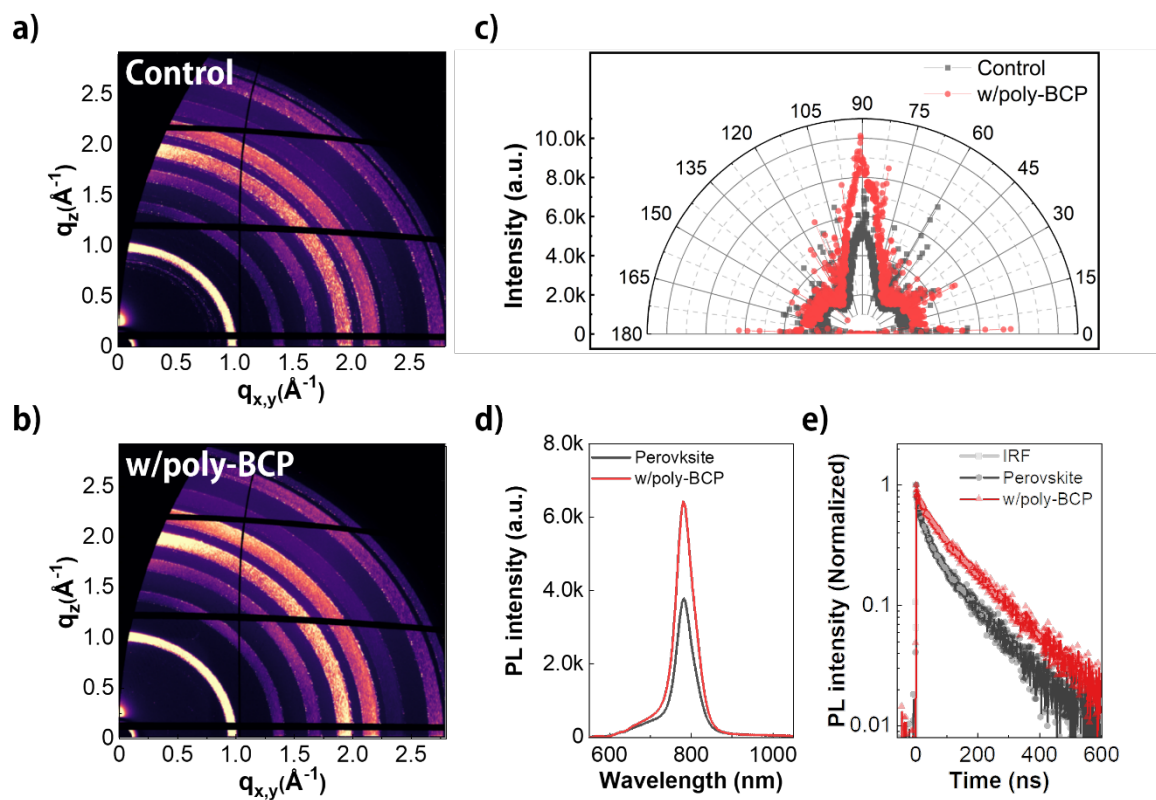 a)
Control
2.5
2.0
1.5
1.0
0.5
0
qz(Å-1)
0 0.5 1.0 1.5 2.0 2.5
qx,y(Å-1)
b)
w/poly-BCP
2.5
2.0
1.5
1.0
0.5
0
qz(Å-1)
0 0.5 1.0 1.5 2.0 2.5
qx,y(Å-1)
c)
Control
w/poly-BCP
Intensity (a.u.)
10.0k
8.0k
6.0k
4.0k
2.0k
0
180 165 150 135 120 105 90 75 60 45 30 15 0
d)
Perovksite
w/poly-BCP
PL intensity (a.u.)
8.0k
6.0k
4.0k
2.0k
0.0
600 800 1000
Wavelength (nm)
e)
IRF
Perovskite
w/poly-BCP
PL intensity (Normalized)
1
0.1
0.01
0 200 400 600
Time (ns)